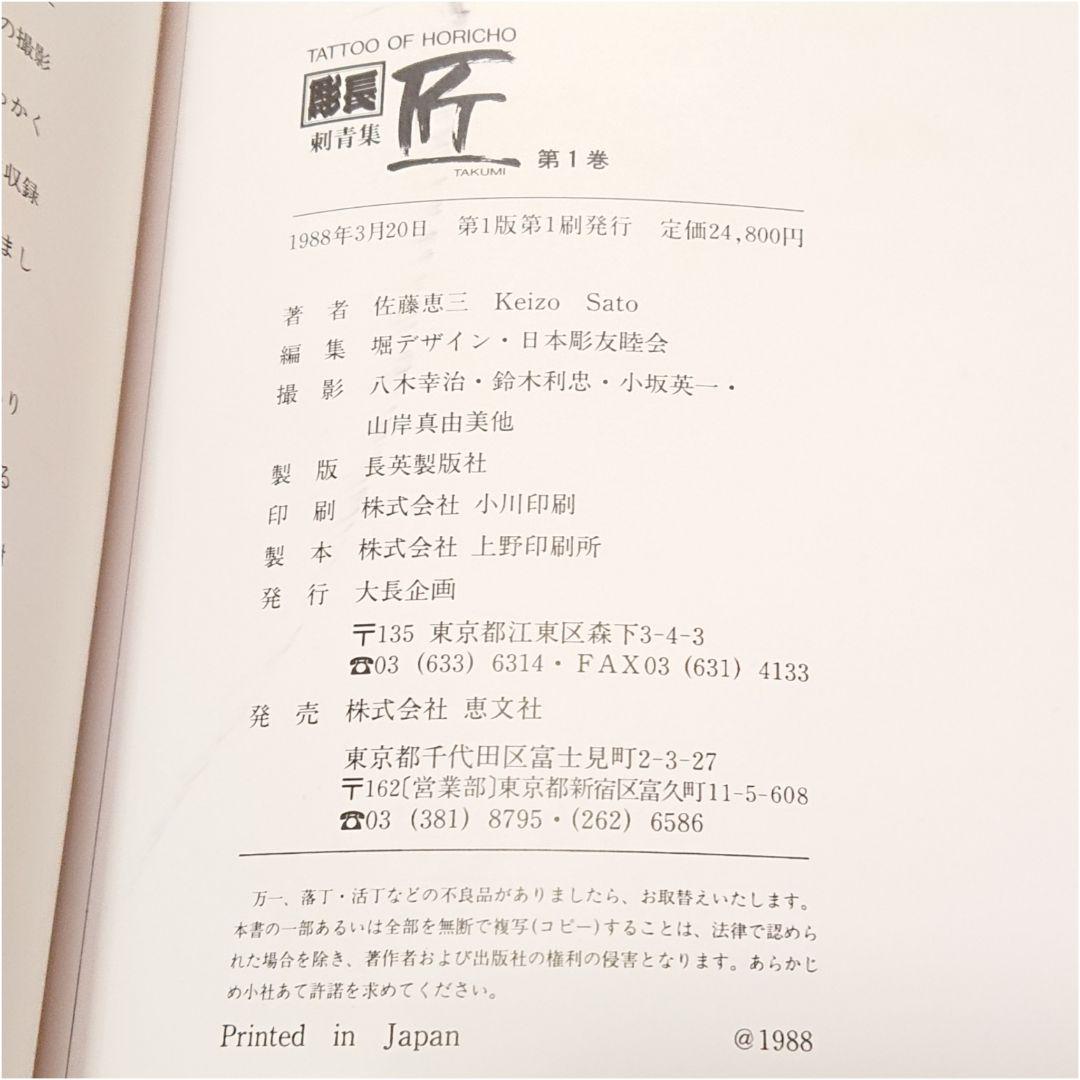 の撮影
かく
収録
まし
り
る
TATTOO OF HORICHO
彫長
刺青集
匠
TAKUMI
第1巻
1988年3月20日 第1版第1刷発行 定価24,800円
著者 佐藤恵三 Keizo Sato
編集 堀デザイン・日本彫友睦会
撮影 八木幸治・鈴木利忠・小坂英一・
山岸真由美他
製版 長英製版社
印刷 株式会社 小川印刷
製本 株式会社 上野印刷所
発行 大長企画
〒135 東京都江東区森下3-4-3
☎03 (633) 6314・FAX03 (631) 4133
発売 株式会社 恵文社
東京都千代田区富士見町2-3-27
〒162〔営業部〕東京都新宿区富久町11-5-608
☎03 (381) 8795・(262) 6586
万一、落丁・活丁などの不良品がありましたら、お取替えいたします。
本書の一部あるいは全部を無断で複写(コピー)することは、法律で認めら
れた場合を除き、著作者および出版社の権利の侵害となります。あらかじ
め小社あて許諾を求めてください。
Printed in Japan
@1988